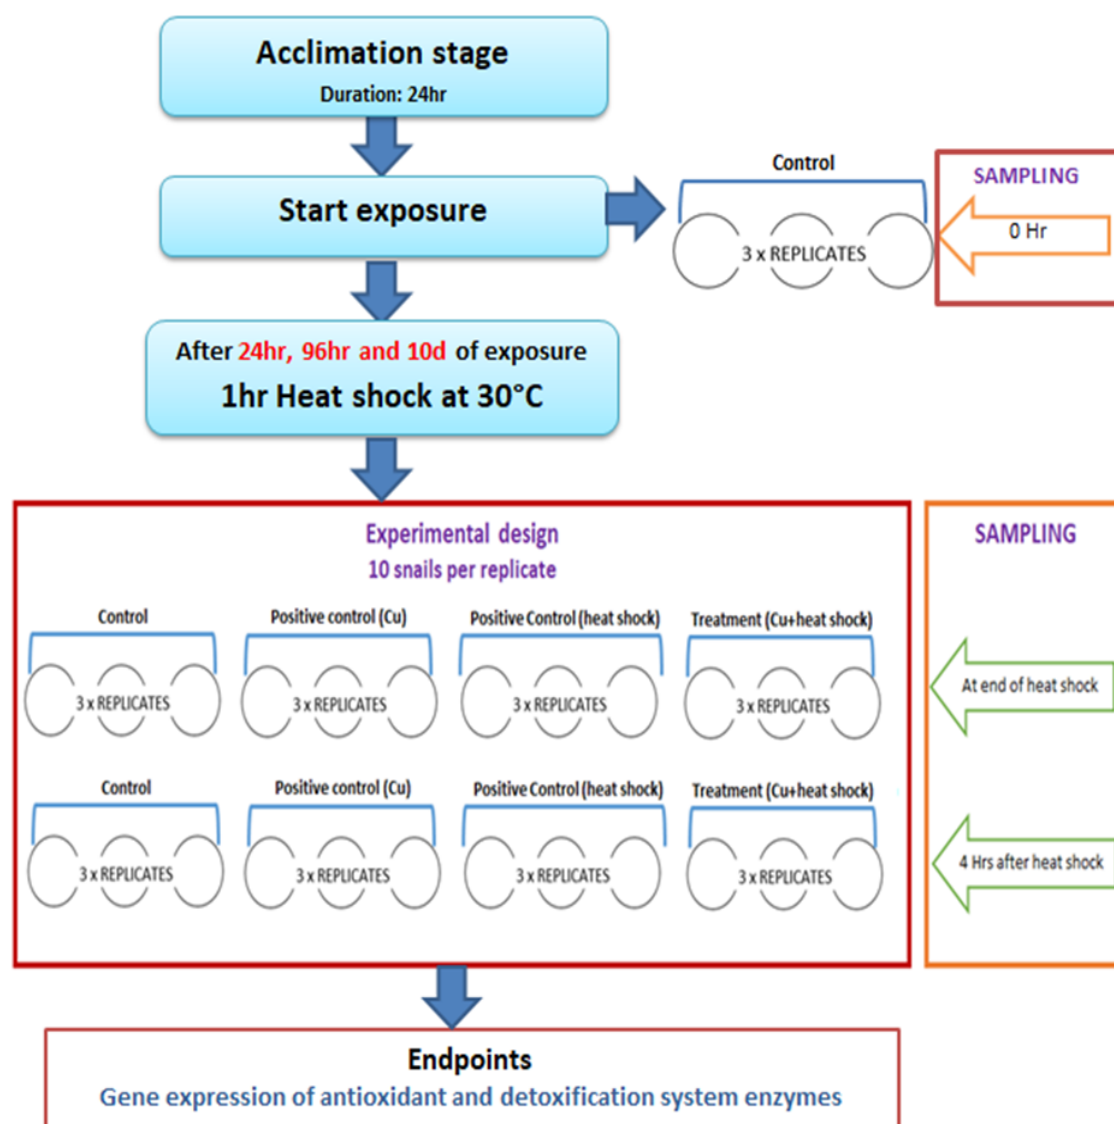 Acclimation stage
Duration: 24hr
Start exposure
Control
3 x REPLICATES
SAMPLING
0 Hr
After 24hr, 96hr and 10d of exposure
1hr Heat shock at 30°C
Experimental design
10 snails per replicate
SAMPLING
Control
Positive control (Cu)
Positive Control (heat shock)
Treatment (Cu+heat shock)
3 x REPLICATES
3 x REPLICATES
3 x REPLICATES
3 x REPLICATES
At end of heat shock
Control
Positive control (Cu)
Positive Control (heat shock)
Treatment (Cu+heat shock)
3 x REPLICATES
3 x REPLICATES
3 x REPLICATES
3 x REPLICATES
4 Hrs after heat shock
Endpoints
Gene expression of antioxidant and detoxification system enzymes